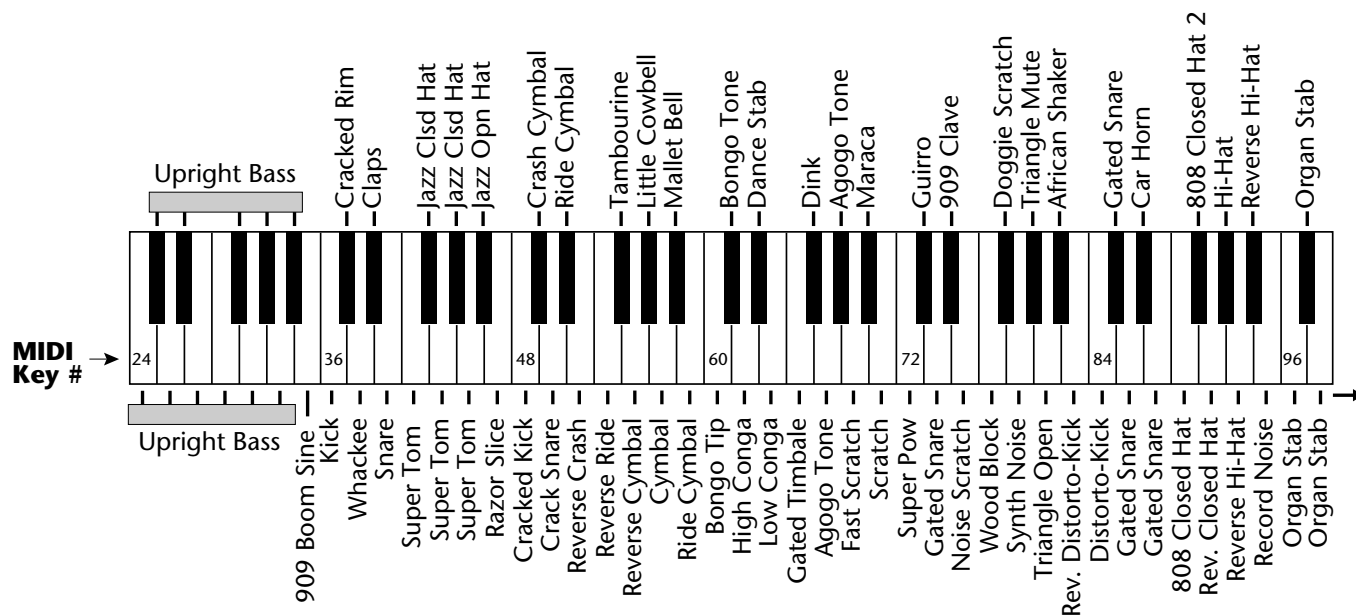 Cracked Rim
Claps
Jazz Clsd Hat
Jazz Clsd Hat
Jazz Opn Hat
Crash Cymbal
Ride Cymbal
Tambourine
Little Cowbell
Mallet Bell
Bongo Tone
Dance Stab
Dink
Agogo Tone
Maraca
Guirro
909 Clave
Doggie Scratch
Triangle Mute
African Shaker
Gated Snare
Car Horn
808 Closed Hat 2
Hi-Hat
Reverse Hi-Hat
Organ Stab
Upright Bass
MIDI
Key #
24
36
48
60
72
84
96
Upright Bass
909 Boom Sine
Kick
Whackee
Snare
Super Tom
Super Tom
Super Tom
Razor Slice
Cracked Kick
Crack Snare
Reverse Crash
Reverse Ride
Reverse Cymbal
Cymbal
Ride Cymbal
Bongo Tip
High Conga
Low Conga
Gated Timbale
Agogo Tone
Fast Scratch
Scratch
Super Pow
Gated Snare
Noise Scratch
Wood Block
Synth Noise
Triangle Open
Rev. Distorto-Kick
Distorto-Kick
Gated Snare
Gated Snare
808 Closed Hat
Rev. Closed Hat
Reverse Hi-Hat
Record Noise
Organ Stab
Organ Stab